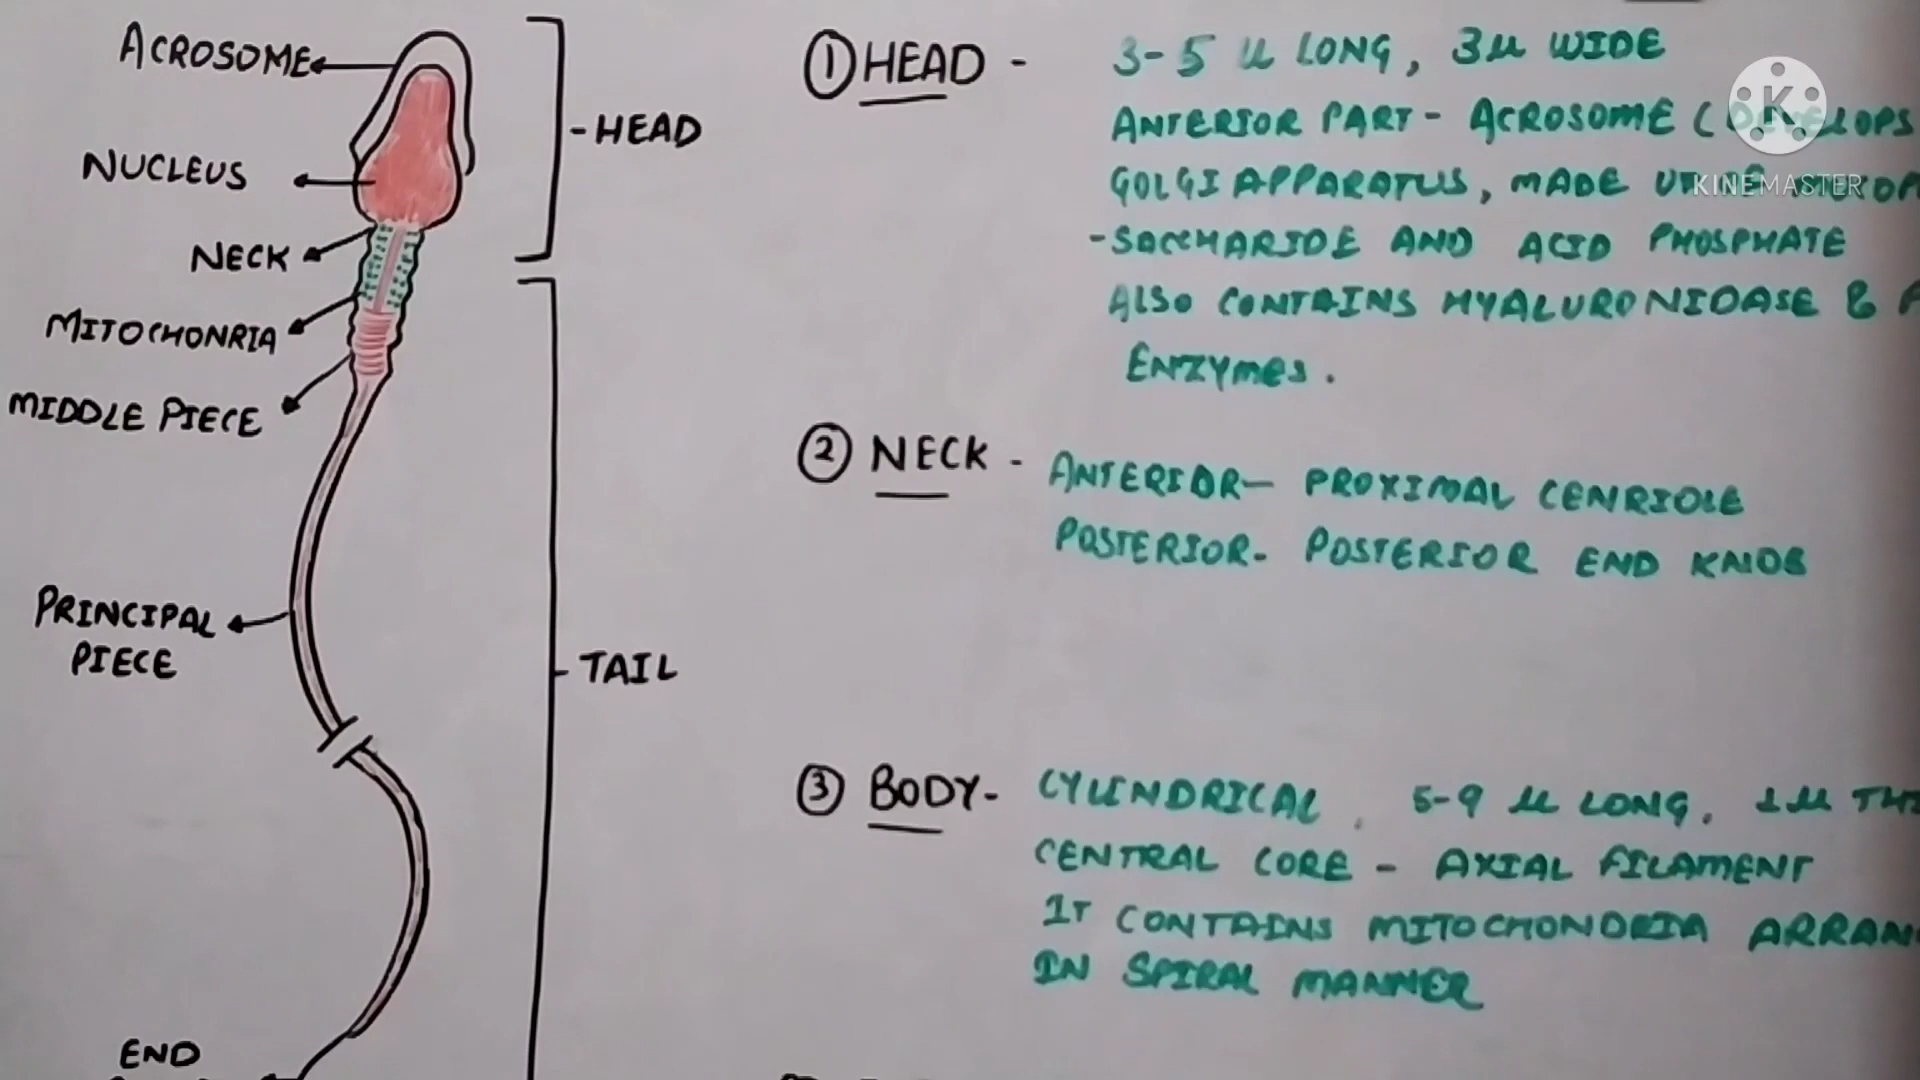 ACROSOME
NUCLEUS
NECK
MITOCHONRIA
MIDDLE PIECE
PRINCIPAL
PIECE
END
- HEAD
- TAIL
① HEAD - 3-5 μ LONG, 3μ WIDE
ANTERIOR PART - ACROSOME (
GOLGI APPARATUS, MADE
-SACCHARIDE AND ACID PHOSPHATE
ALSO CONTAINS HYALURONIDASE &
ENZYMES.
② NECK - ANTERIOR- PROXIMAL CENRIOLE
POSTERIOR- POSTERIOR END KNOB
③ BODY- CYLINDRICAL, 5-9 μ LONG, 1μ
CENTRAL CORE - AXIAL FILAMENT
IT CONTAINS MITOCHONDRIA
IN SPIRAL MANNER
K
KINEMASTER